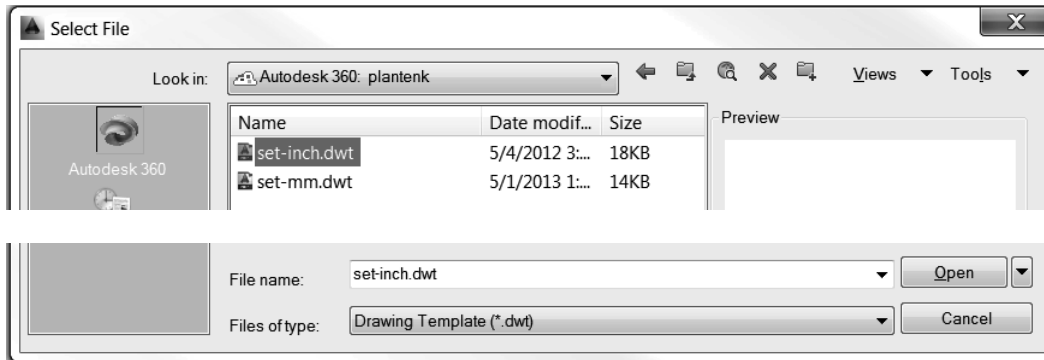 Select File
X
Look in: Autodesk 360: plantenk Views Tools
Name Date modif... Size Preview
Autodesk 360
set-inch.dwt 5/4/2012 3:... 18KB
set-mm.dwt 5/1/2013 1:... 14KB
File name: set-inch.dwt Open
Files of type: Drawing Template (*.dwt) Cancel